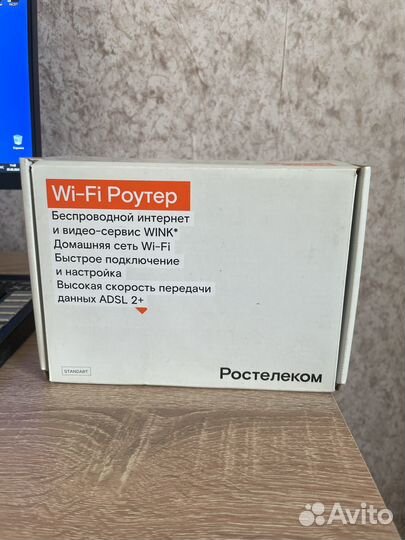 Wi-Fi Роутер
Беспроводной интернет
и видео-сервис WINK*
Домашняя сеть Wi-Fi
Быстрое подключение
и настройка
Высокая скорость передачи
данных ADSL 2+
STANDART
Ростелеком
Avito